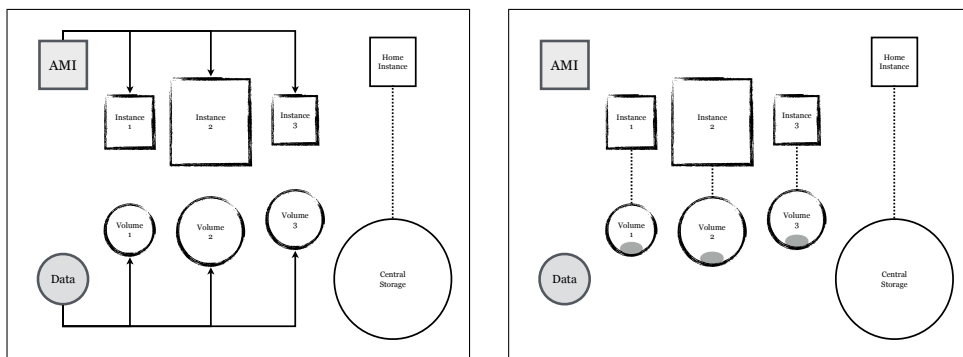 AMI
Home
Instance
Instance
1
Instance
2
Instance
3
Volume
1
Volume
2
Volume
3
Data
Central
Storage
AMI
Home
Instance
Instance
1
Instance
2
Instance
3
Volume
1
Volume
2
Volume
3
Data
Central
Storage